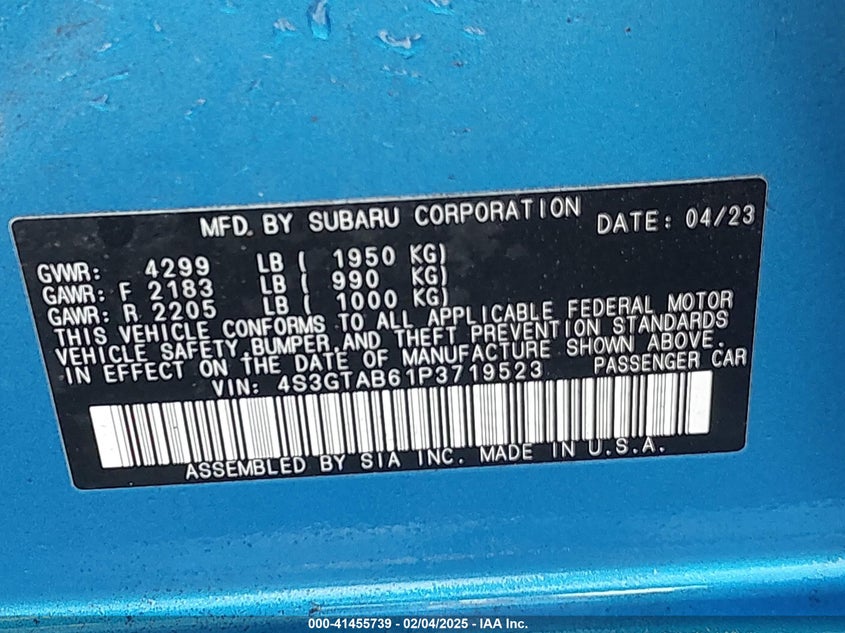 MFD. BY SUBARU CORPORATION DATE: 04/23
GVWR: 4299 LB ( 1950 KG)
GAWR: F 2183 LB ( 990 KG)
GAWR: R 2205 LB ( 1000 KG)
THIS VEHICLE CONFORMS TO ALL APPLICABLE FEDERAL MOTOR
VEHICLE SAFETY, BUMPER, AND THEFT PREVENTION STANDARDS
IN EFFECT ON THE DATE OF MANUFACTURE SHOWN ABOVE.
VIN: 4S3GTAB61P3719523 PASSENGER CAR
ASSEMBLED BY SIA INC. MADE IN U.S.A.
000-41455739 - 02/04/2025 - IAA Inc.